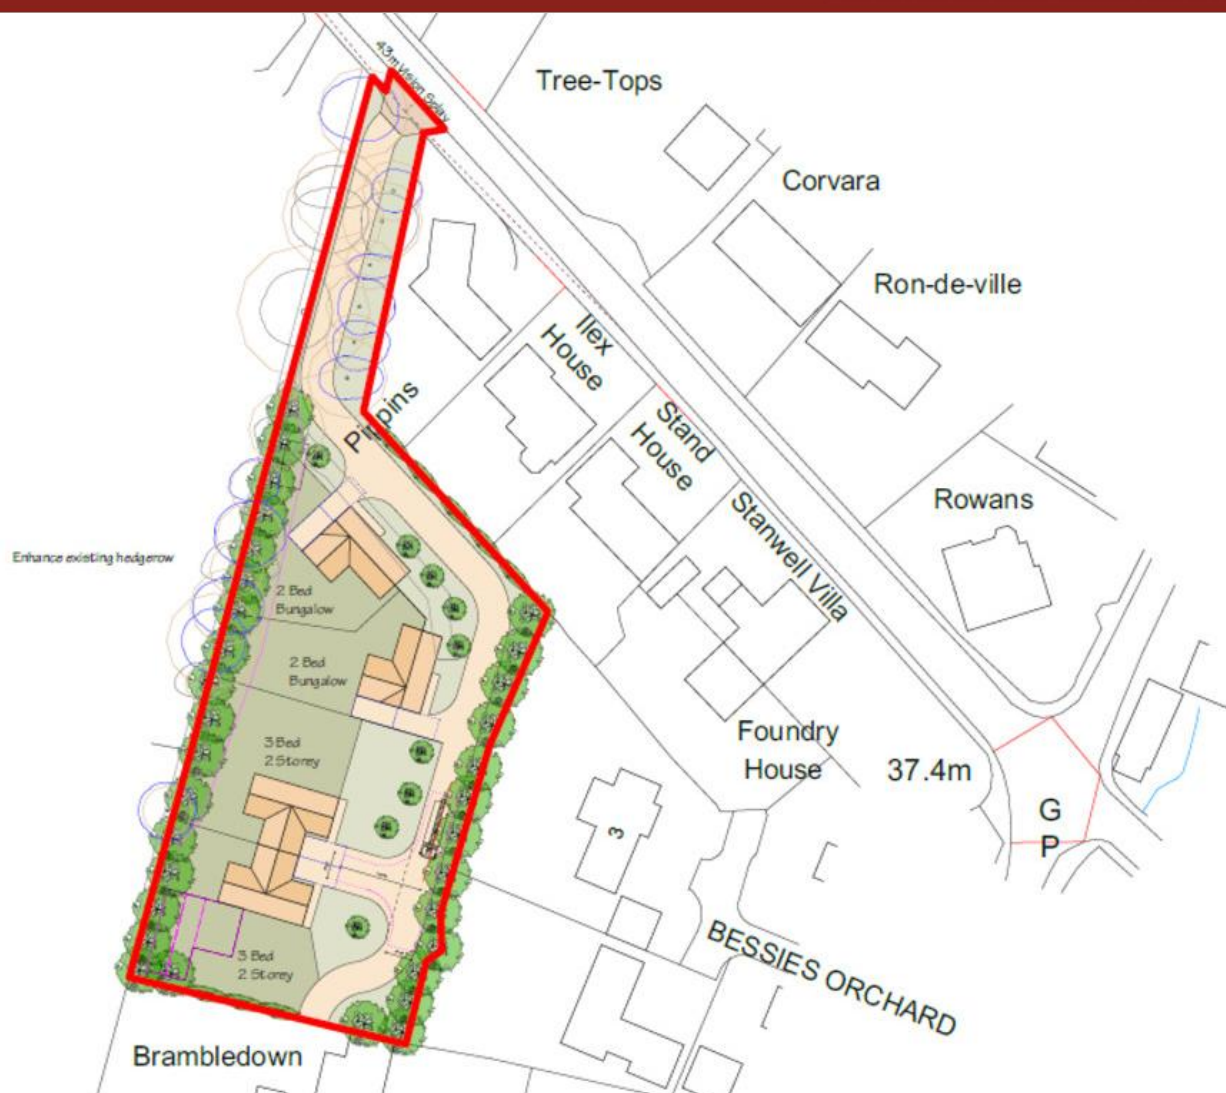 43m Vision Splay
Tree-Tops
Corvara
Ron-de-ville
Ilex
House
Pippins
Stand
House
Rowans
Stanwell Villa
Enhance existing hedgerow
2 Bed
Bungalow
2 Bed
Bungalow
3 Bed
2 Storey
Foundry
House
37.4m
G
P
3
BESSIES ORCHARD
3 Bed
2 Storey
Brambledown